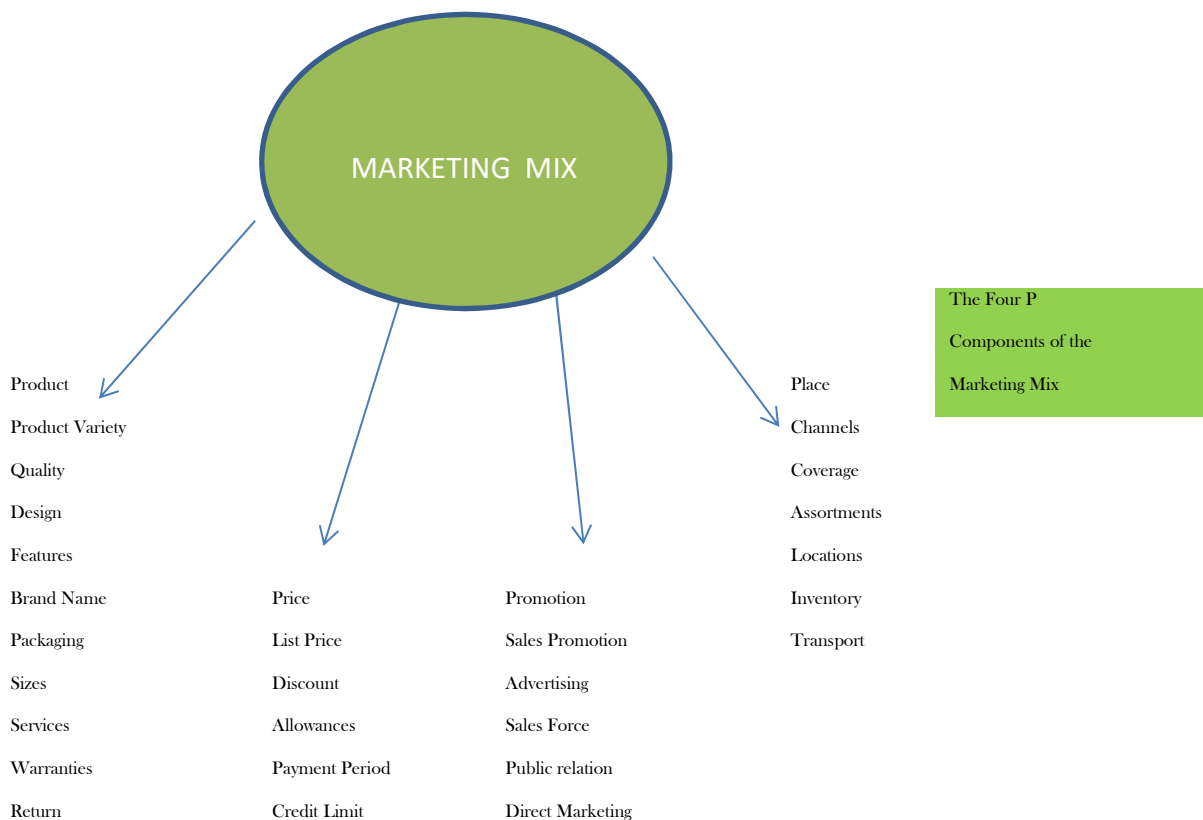 MARKETING MIX
The Four P
Components of the
Marketing Mix
Product
Product Variety
Quality
Design
Features
Brand Name
Packaging
Sizes
Services
Warranties
Return
Price
List Price
Discount
Allowances
Payment Period
Credit Limit
Promotion
Sales Promotion
Advertising
Sales Force
Public relation
Direct Marketing
Place
Channels
Coverage
Assortments
Locations
Inventory
Transport